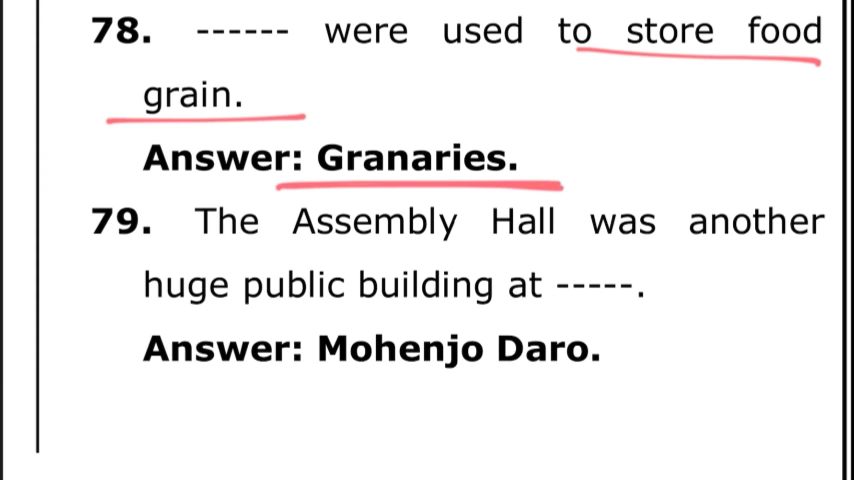 78. ------ were used to store food
grain.
Answer: Granaries.
79. The Assembly Hall was another
huge public building at -----.
Answer: Mohenjo Daro.